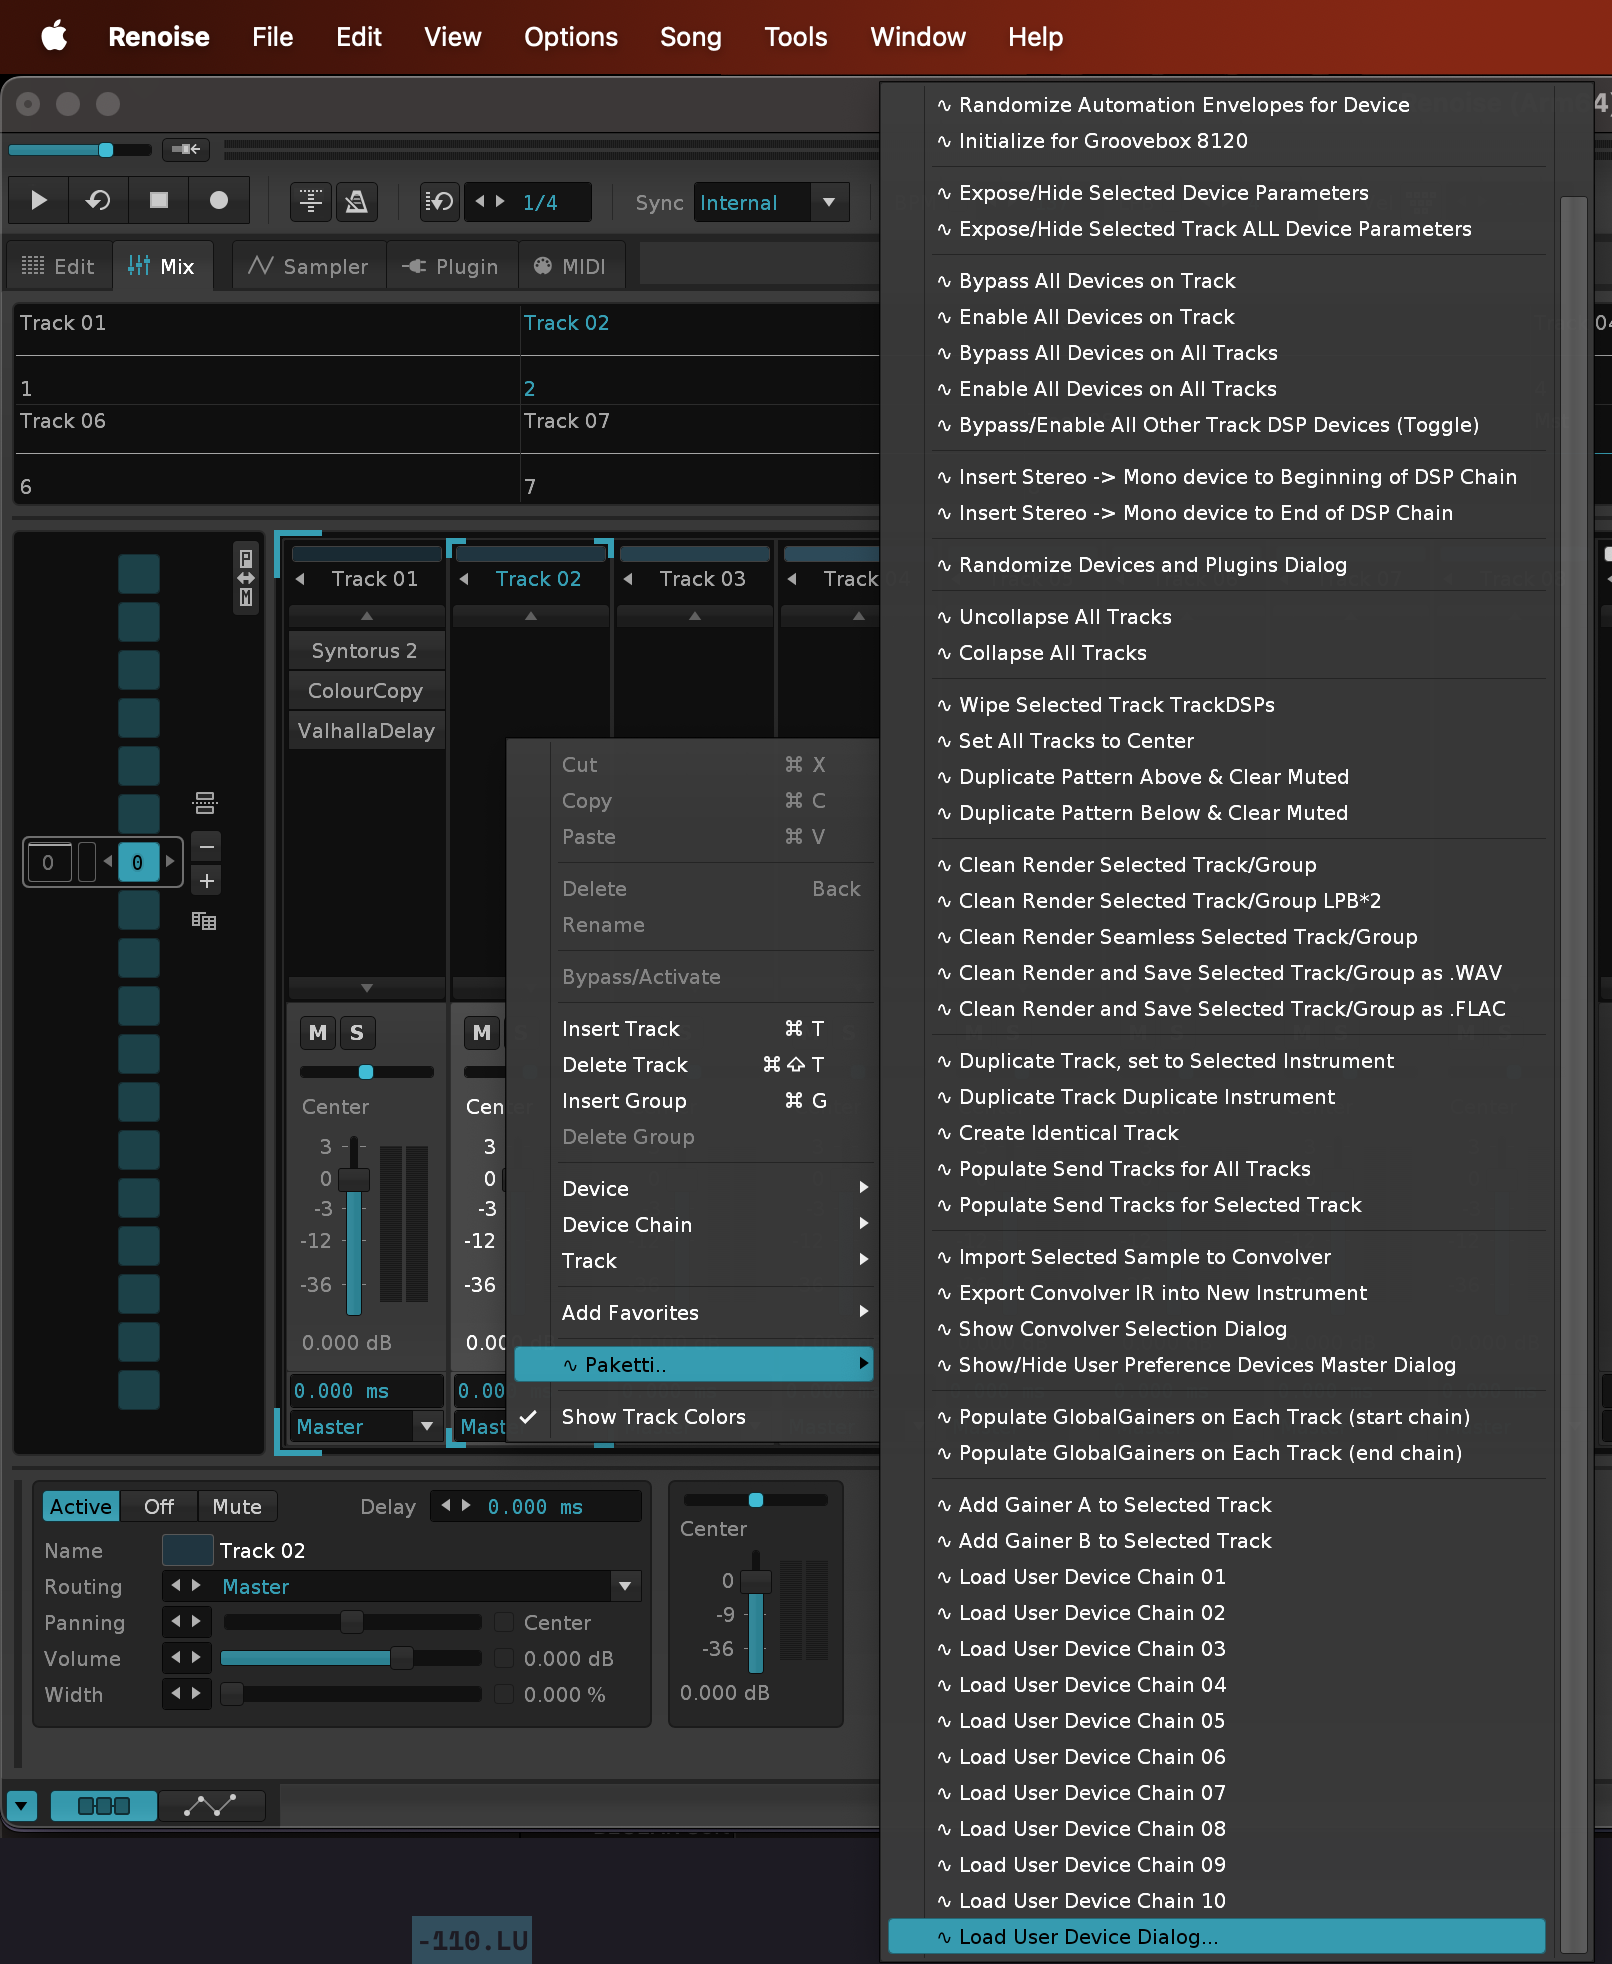 Renoise File Edit View Options Song Tools Window Help
1/4 Sync Internal
Edit Mix Sampler Plugin MIDI
Track 01 Track 02
1 2
Track 06 Track 07
6 7
P
M
0 0
Track 01 Track 02 Track 03 Track
Syntorus 2
ColourCopy
ValhallaDelay
M S M
Center Cen
3 3
0 0
-3 -3
-12 -12
-36 -36
0.000 dB 0.00
0.000 ms 0.00
Master Mast
Cut ⌘ X
Copy ⌘ C
Paste ⌘ V
Delete Back
Rename
Bypass/Activate
Insert Track ⌘ T
Delete Track ⌘ ⇧ T
Insert Group ⌘ G
Delete Group
Device
Device Chain
Track
Add Favorites
∿ Paketti..
✓ Show Track Colors
∿ Randomize Automation Envelopes for Device
∿ Initialize for Groovebox 8120
∿ Expose/Hide Selected Device Parameters
∿ Expose/Hide Selected Track ALL Device Parameters
∿ Bypass All Devices on Track
∿ Enable All Devices on Track
∿ Bypass All Devices on All Tracks
∿ Enable All Devices on All Tracks
∿ Bypass/Enable All Other Track DSP Devices (Toggle)
∿ Insert Stereo -> Mono device to Beginning of DSP Chain
∿ Insert Stereo -> Mono device to End of DSP Chain
∿ Randomize Devices and Plugins Dialog
∿ Uncollapse All Tracks
∿ Collapse All Tracks
∿ Wipe Selected Track TrackDSPs
∿ Set All Tracks to Center
∿ Duplicate Pattern Above & Clear Muted
∿ Duplicate Pattern Below & Clear Muted
∿ Clean Render Selected Track/Group
∿ Clean Render Selected Track/Group LPB*2
∿ Clean Render Seamless Selected Track/Group
∿ Clean Render and Save Selected Track/Group as .WAV
∿ Clean Render and Save Selected Track/Group as .FLAC
∿ Duplicate Track, set to Selected Instrument
∿ Duplicate Track Duplicate Instrument
∿ Create Identical Track
∿ Populate Send Tracks for All Tracks
∿ Populate Send Tracks for Selected Track
∿ Import Selected Sample to Convolver
∿ Export Convolver IR into New Instrument
∿ Show Convolver Selection Dialog
∿ Show/Hide User Preference Devices Master Dialog
∿ Populate GlobalGainers on Each Track (start chain)
∿ Populate GlobalGainers on Each Track (end chain)
∿ Add Gainer A to Selected Track
∿ Add Gainer B to Selected Track
∿ Load User Device Chain 01
∿ Load User Device Chain 02
∿ Load User Device Chain 03
∿ Load User Device Chain 04
∿ Load User Device Chain 05
∿ Load User Device Chain 06
∿ Load User Device Chain 07
∿ Load User Device Chain 08
∿ Load User Device Chain 09
∿ Load User Device Chain 10
∿ Load User Device Dialog...
Active Off Mute Delay 0.000 ms
Name Track 02
Routing Master
Panning Center
Volume 0.000 dB
Width 0.000 %
Center
0
-9
-36
0.000 dB
-110.LU